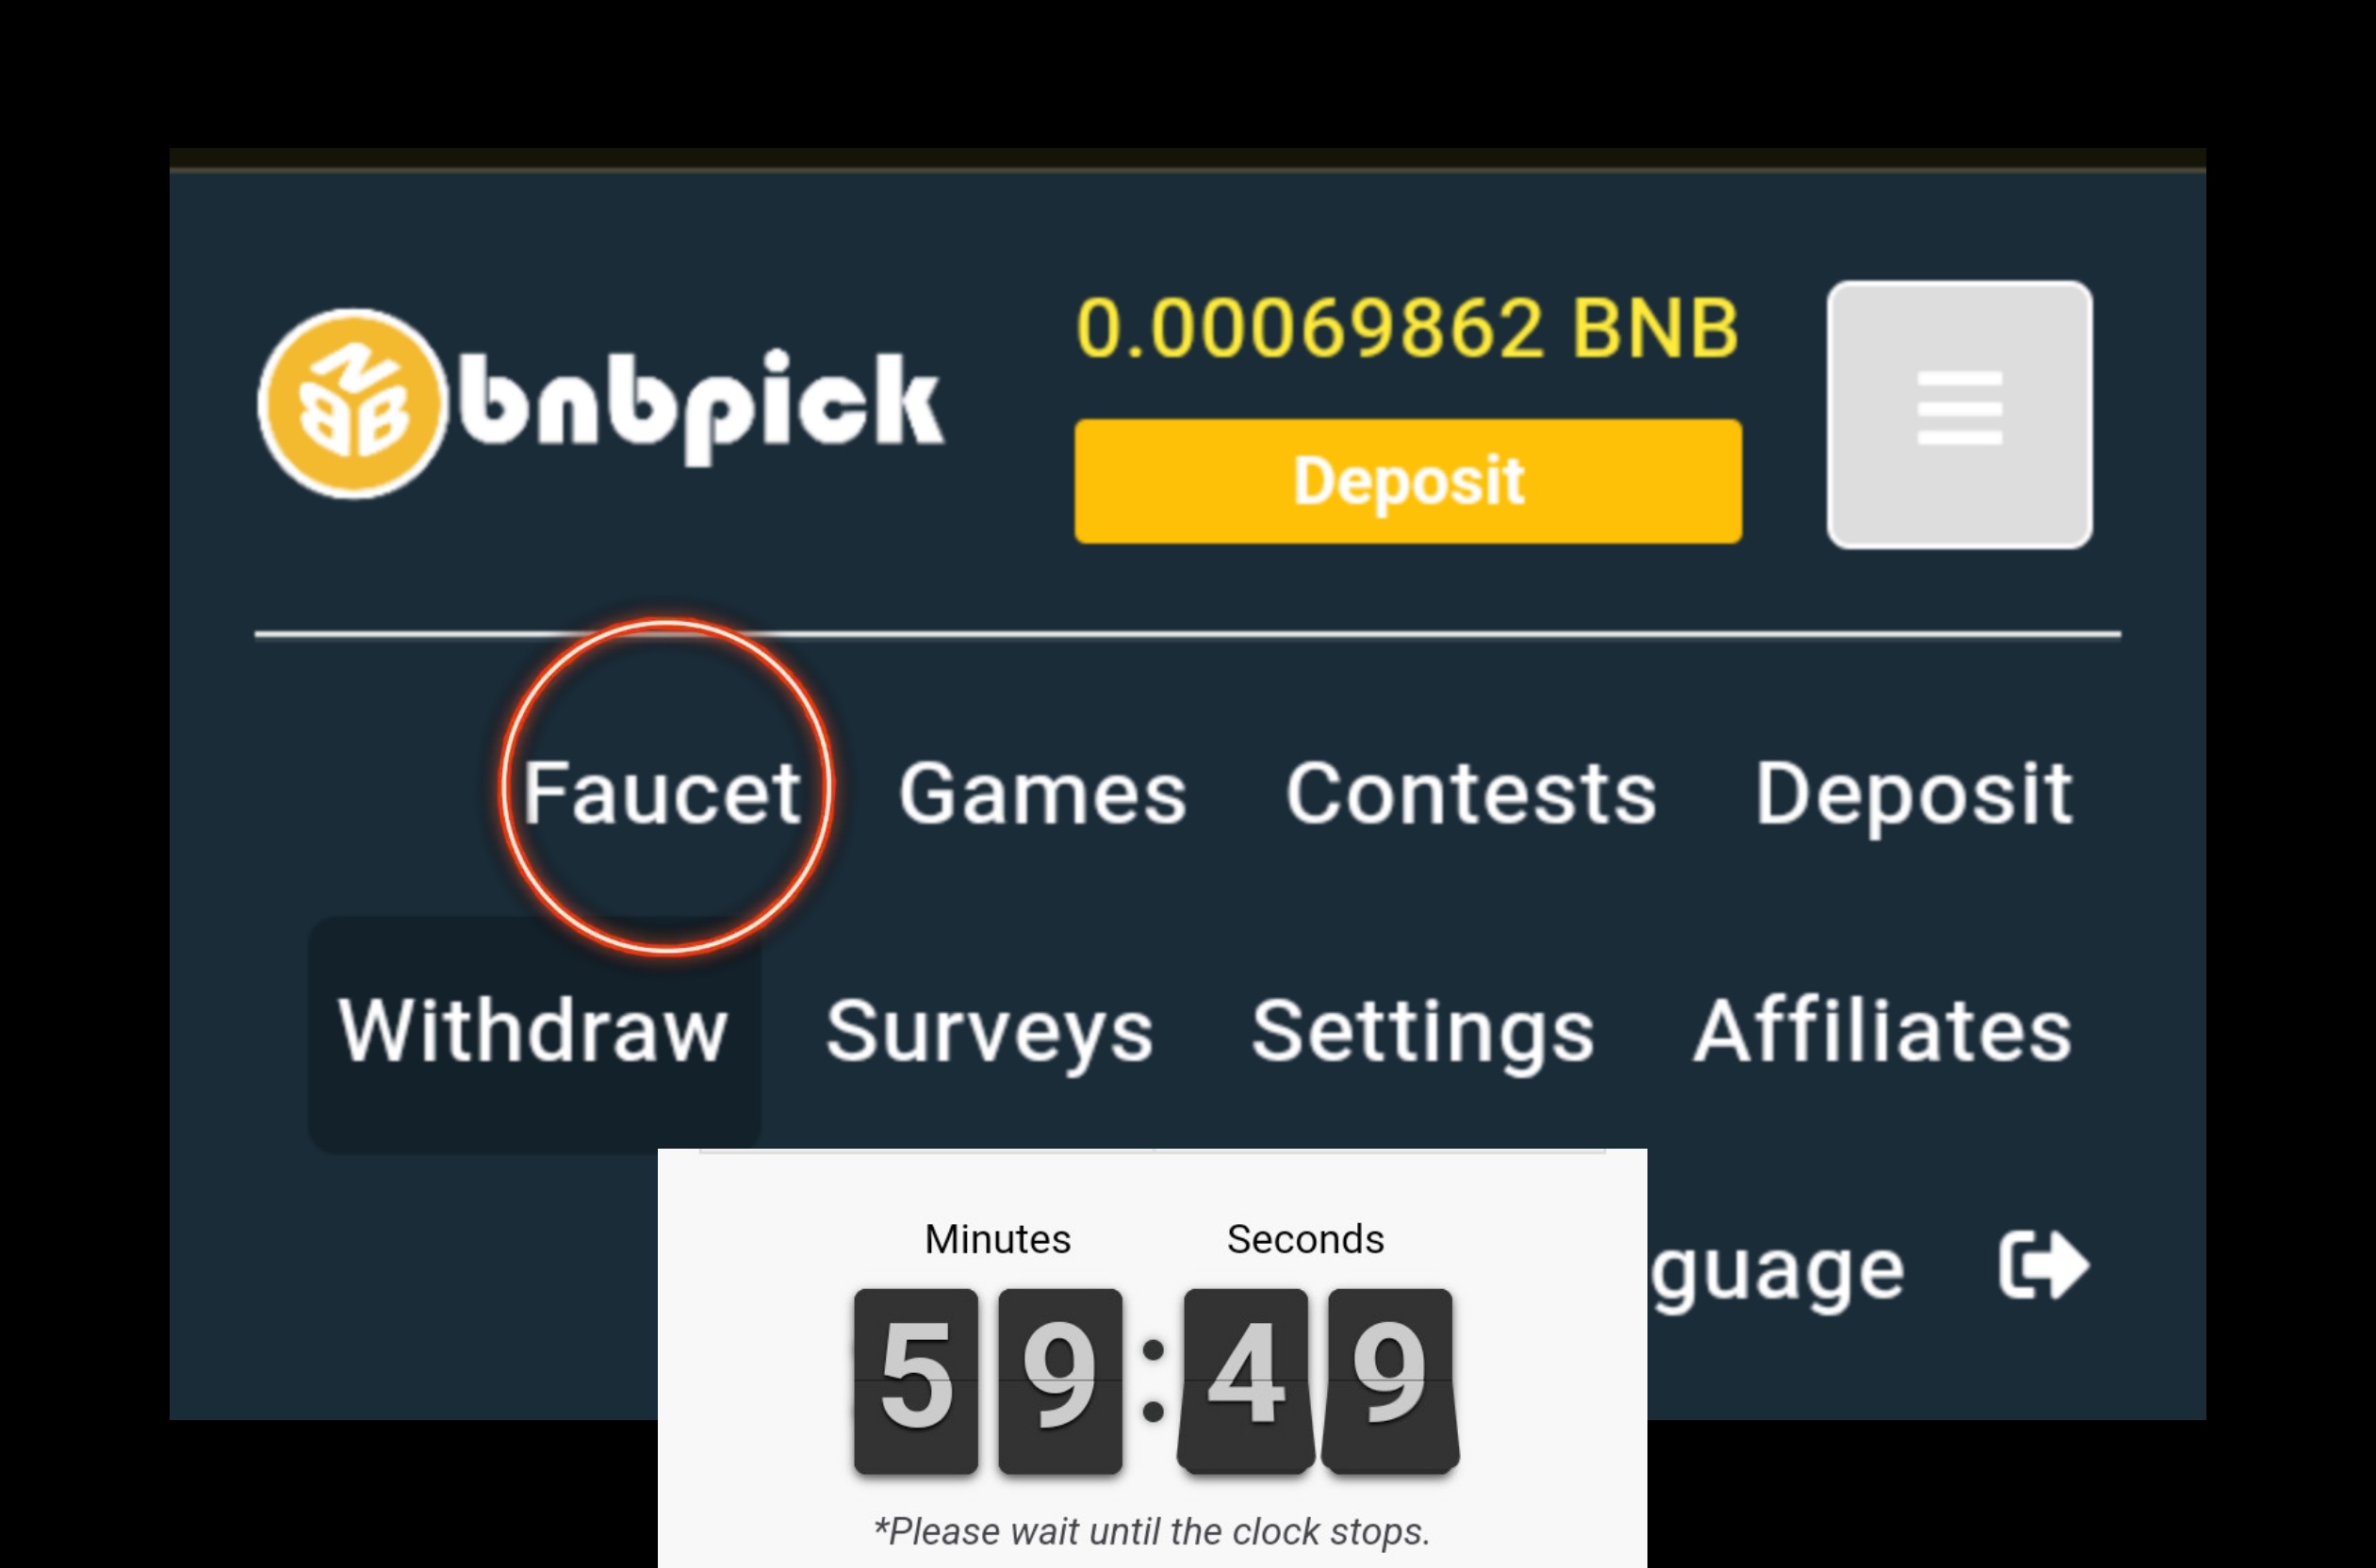 bnbpick
0.00069862 BNB
Deposit
Faucet Games Contests Deposit
Withdraw Surveys Settings Affiliates
guage
Minutes Seconds
59:49
*Please wait until the clock stops.